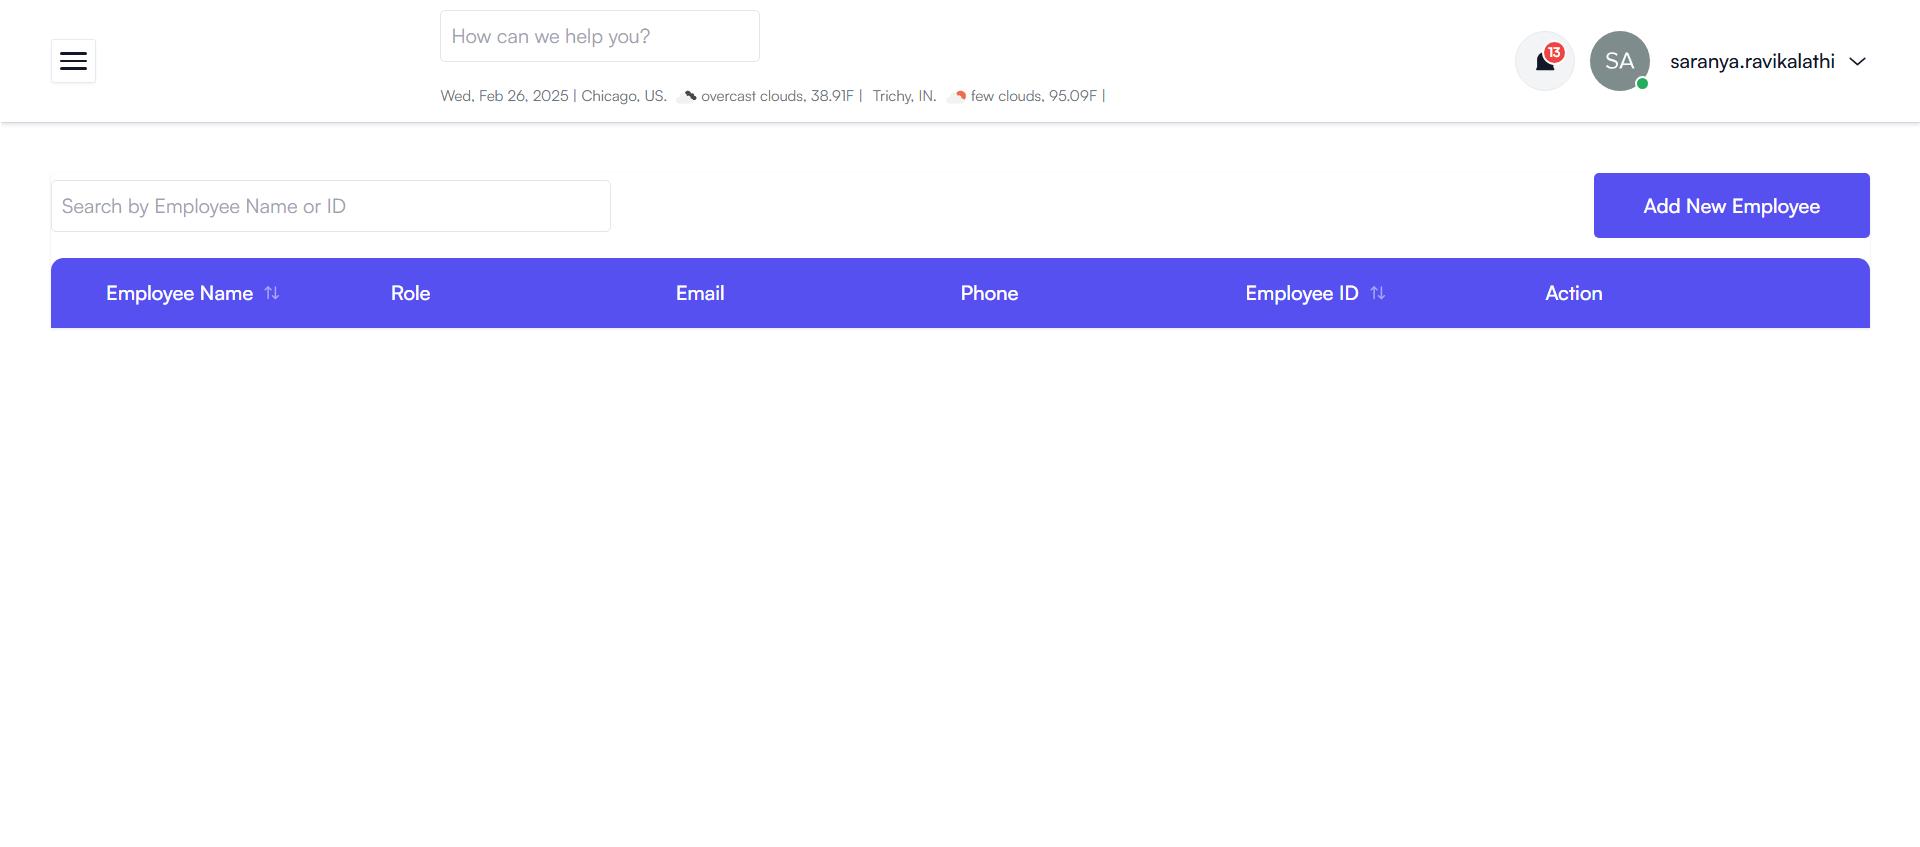 How can we help you?
13
SA
saranya.ravikalathi
Wed, Feb 26, 2025 | Chicago, US. overcast clouds, 38.91F | Trichy, IN. few clouds, 95.09F |
Search by Employee Name or ID
Add New Employee
Employee Name Role Email Phone Employee ID Action